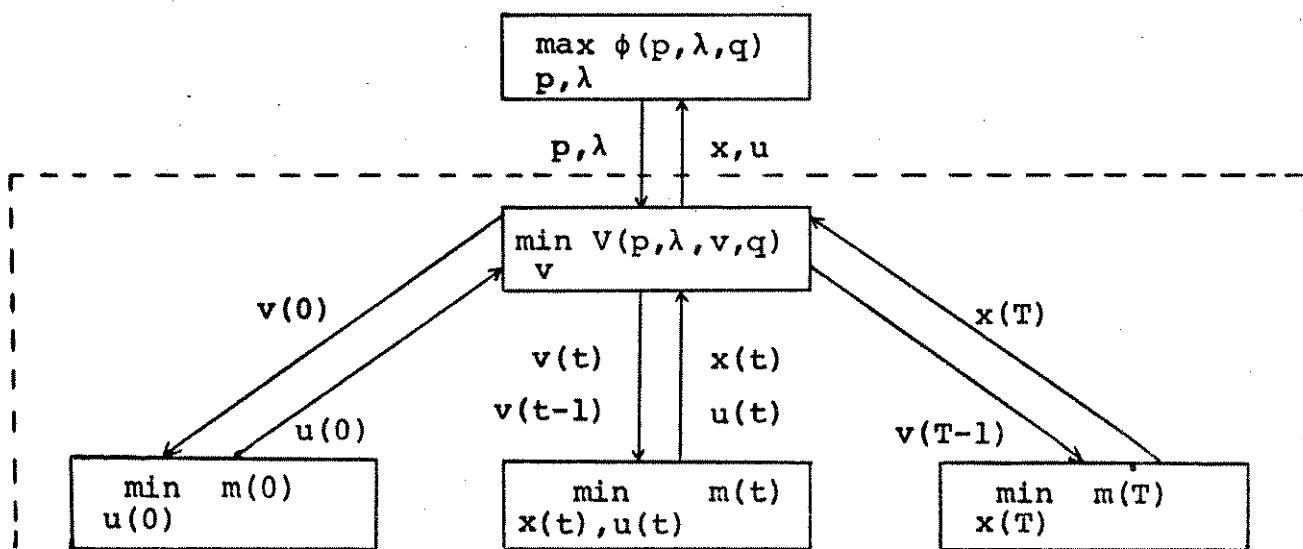 max ϕ(p,λ,q)
p,λ
p,λ
x,u
min V(p,λ,v,q)
v
v(0)
u(0)
v(t)
v(t-1)
x(t)
u(t)
x(T)
v(T-1)
min m(0)
u(0)
min m(t)
x(t),u(t)
min m(T)
x(T)